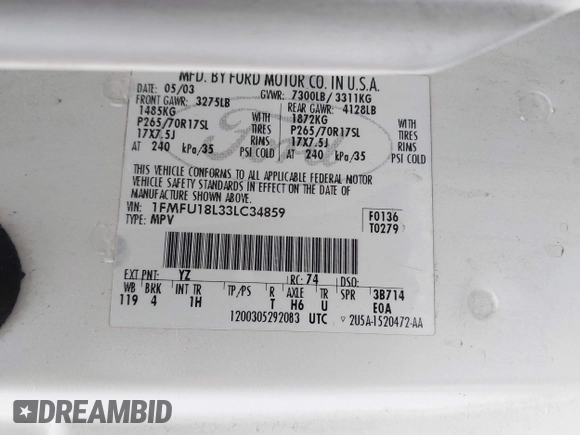 MFD. BY FORD MOTOR CO. IN U.S.A.
DATE: 05/03 GVWR: 7300LB/ 3311KG
FRONT GAWR: 3275LB REAR GAWR: 4128LB
1485KG WITH 1872KG WITH
P265/70R17SL TIRES P265/70R17SL TIRES
17X7.5J RIMS 17X7.5J RIMS
AT 240 kPa/35 PSI COLD AT 240 kPa/35 PSI COLD
Ford
THIS VEHICLE CONFORMS TO ALL APPLICABLE FEDERAL MOTOR
VEHICLE SAFETY STANDARDS IN EFFECT ON THE DATE OF
MANUFACTURE SHOWN ABOVE.
VIN: 1FMFU18L33LC34859 F0136
TYPE: MPV T0279
EXT PNT: YZ RC: 74 DSO:
WB BRK INT TR TP/PS R AXLE TR SPR 3B714
119 4 1H T H6 U E0A
1200305292083 UTC ▽ 2U5A-1520472-AA
DREAMBID